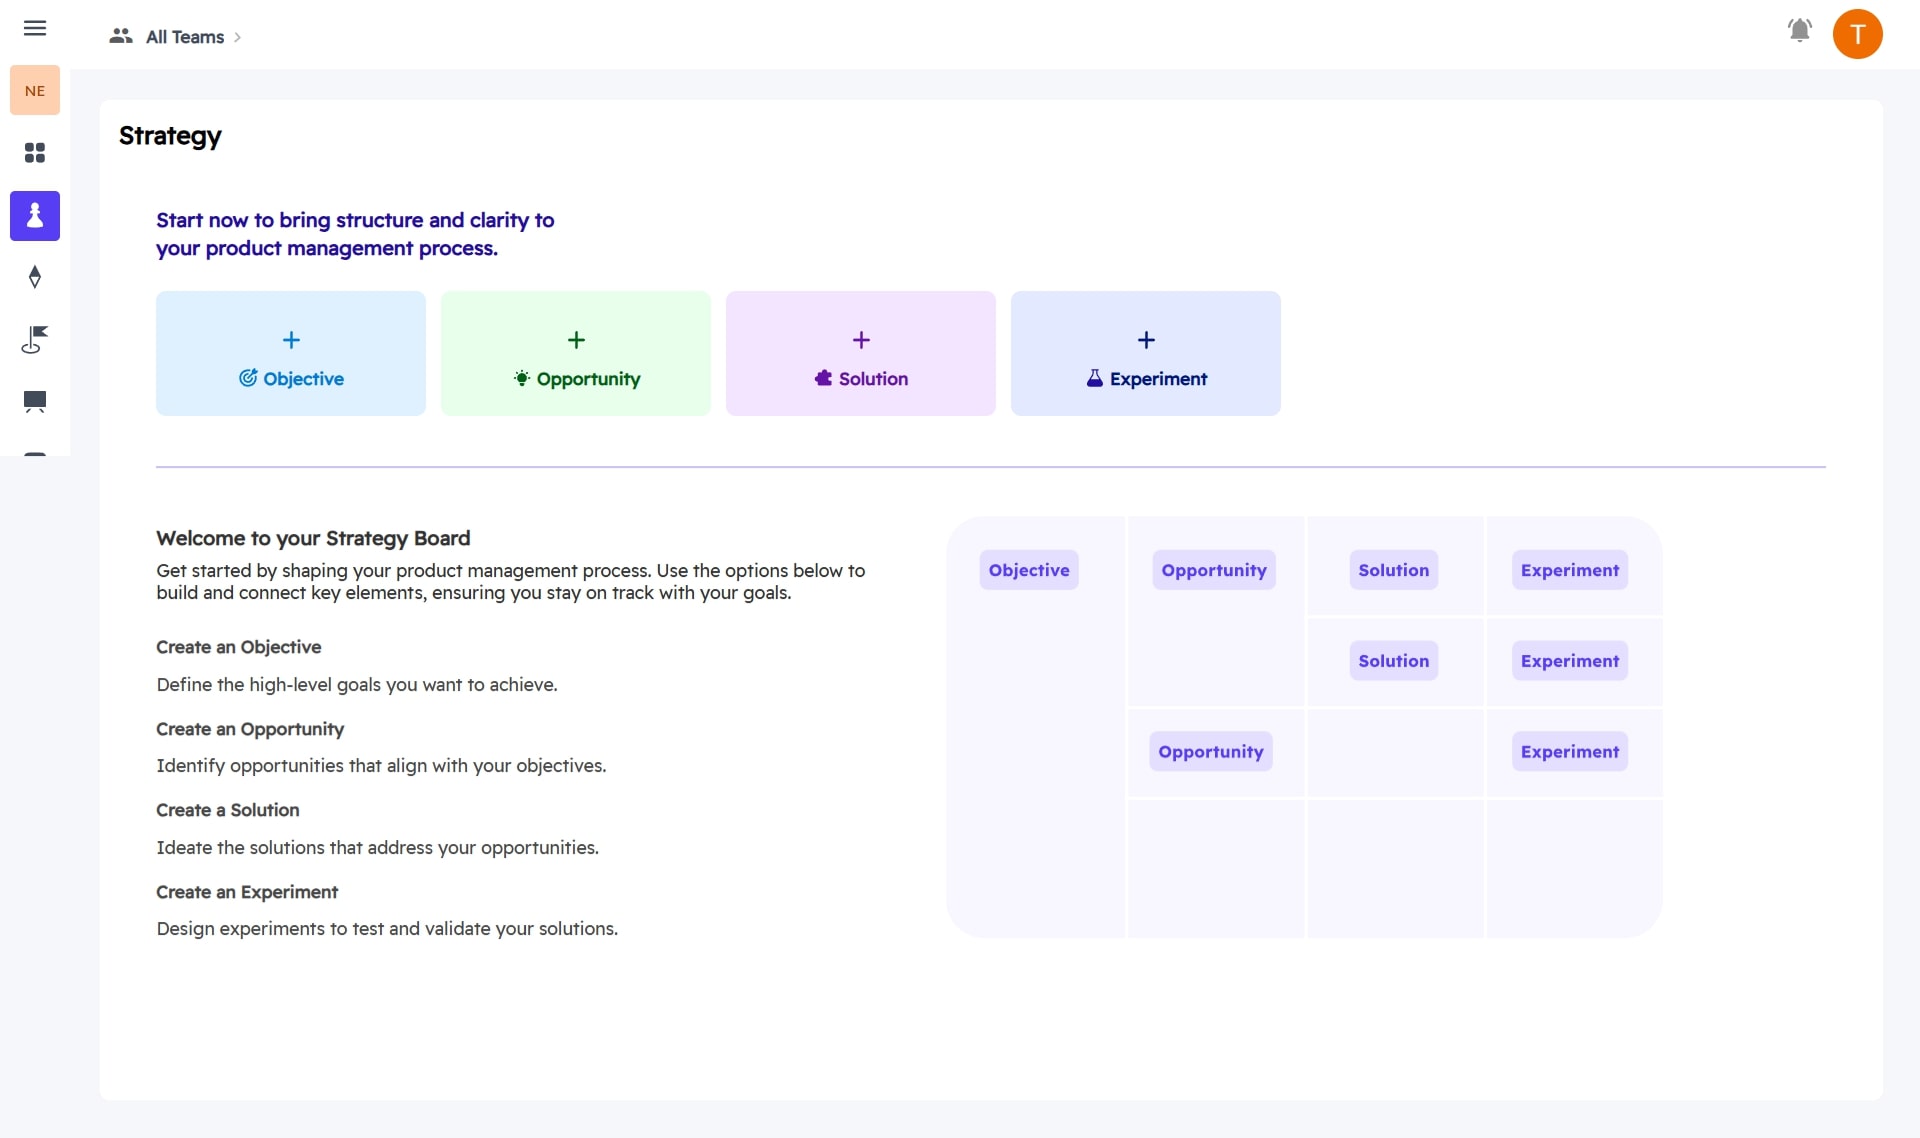 All Teams
T
NE
Strategy
Start now to bring structure and clarity to
your product management process.
Objective
Opportunity
Solution
Experiment
Welcome to your Strategy Board
Get started by shaping your product management process. Use the options below to
build and connect key elements, ensuring you stay on track with your goals.
Create an Objective
Define the high-level goals you want to achieve.
Create an Opportunity
Identify opportunities that align with your objectives.
Create a Solution
Ideate the solutions that address your opportunities.
Create an Experiment
Design experiments to test and validate your solutions.
Objective
Opportunity
Solution
Experiment
Solution
Experiment
Opportunity
Experiment